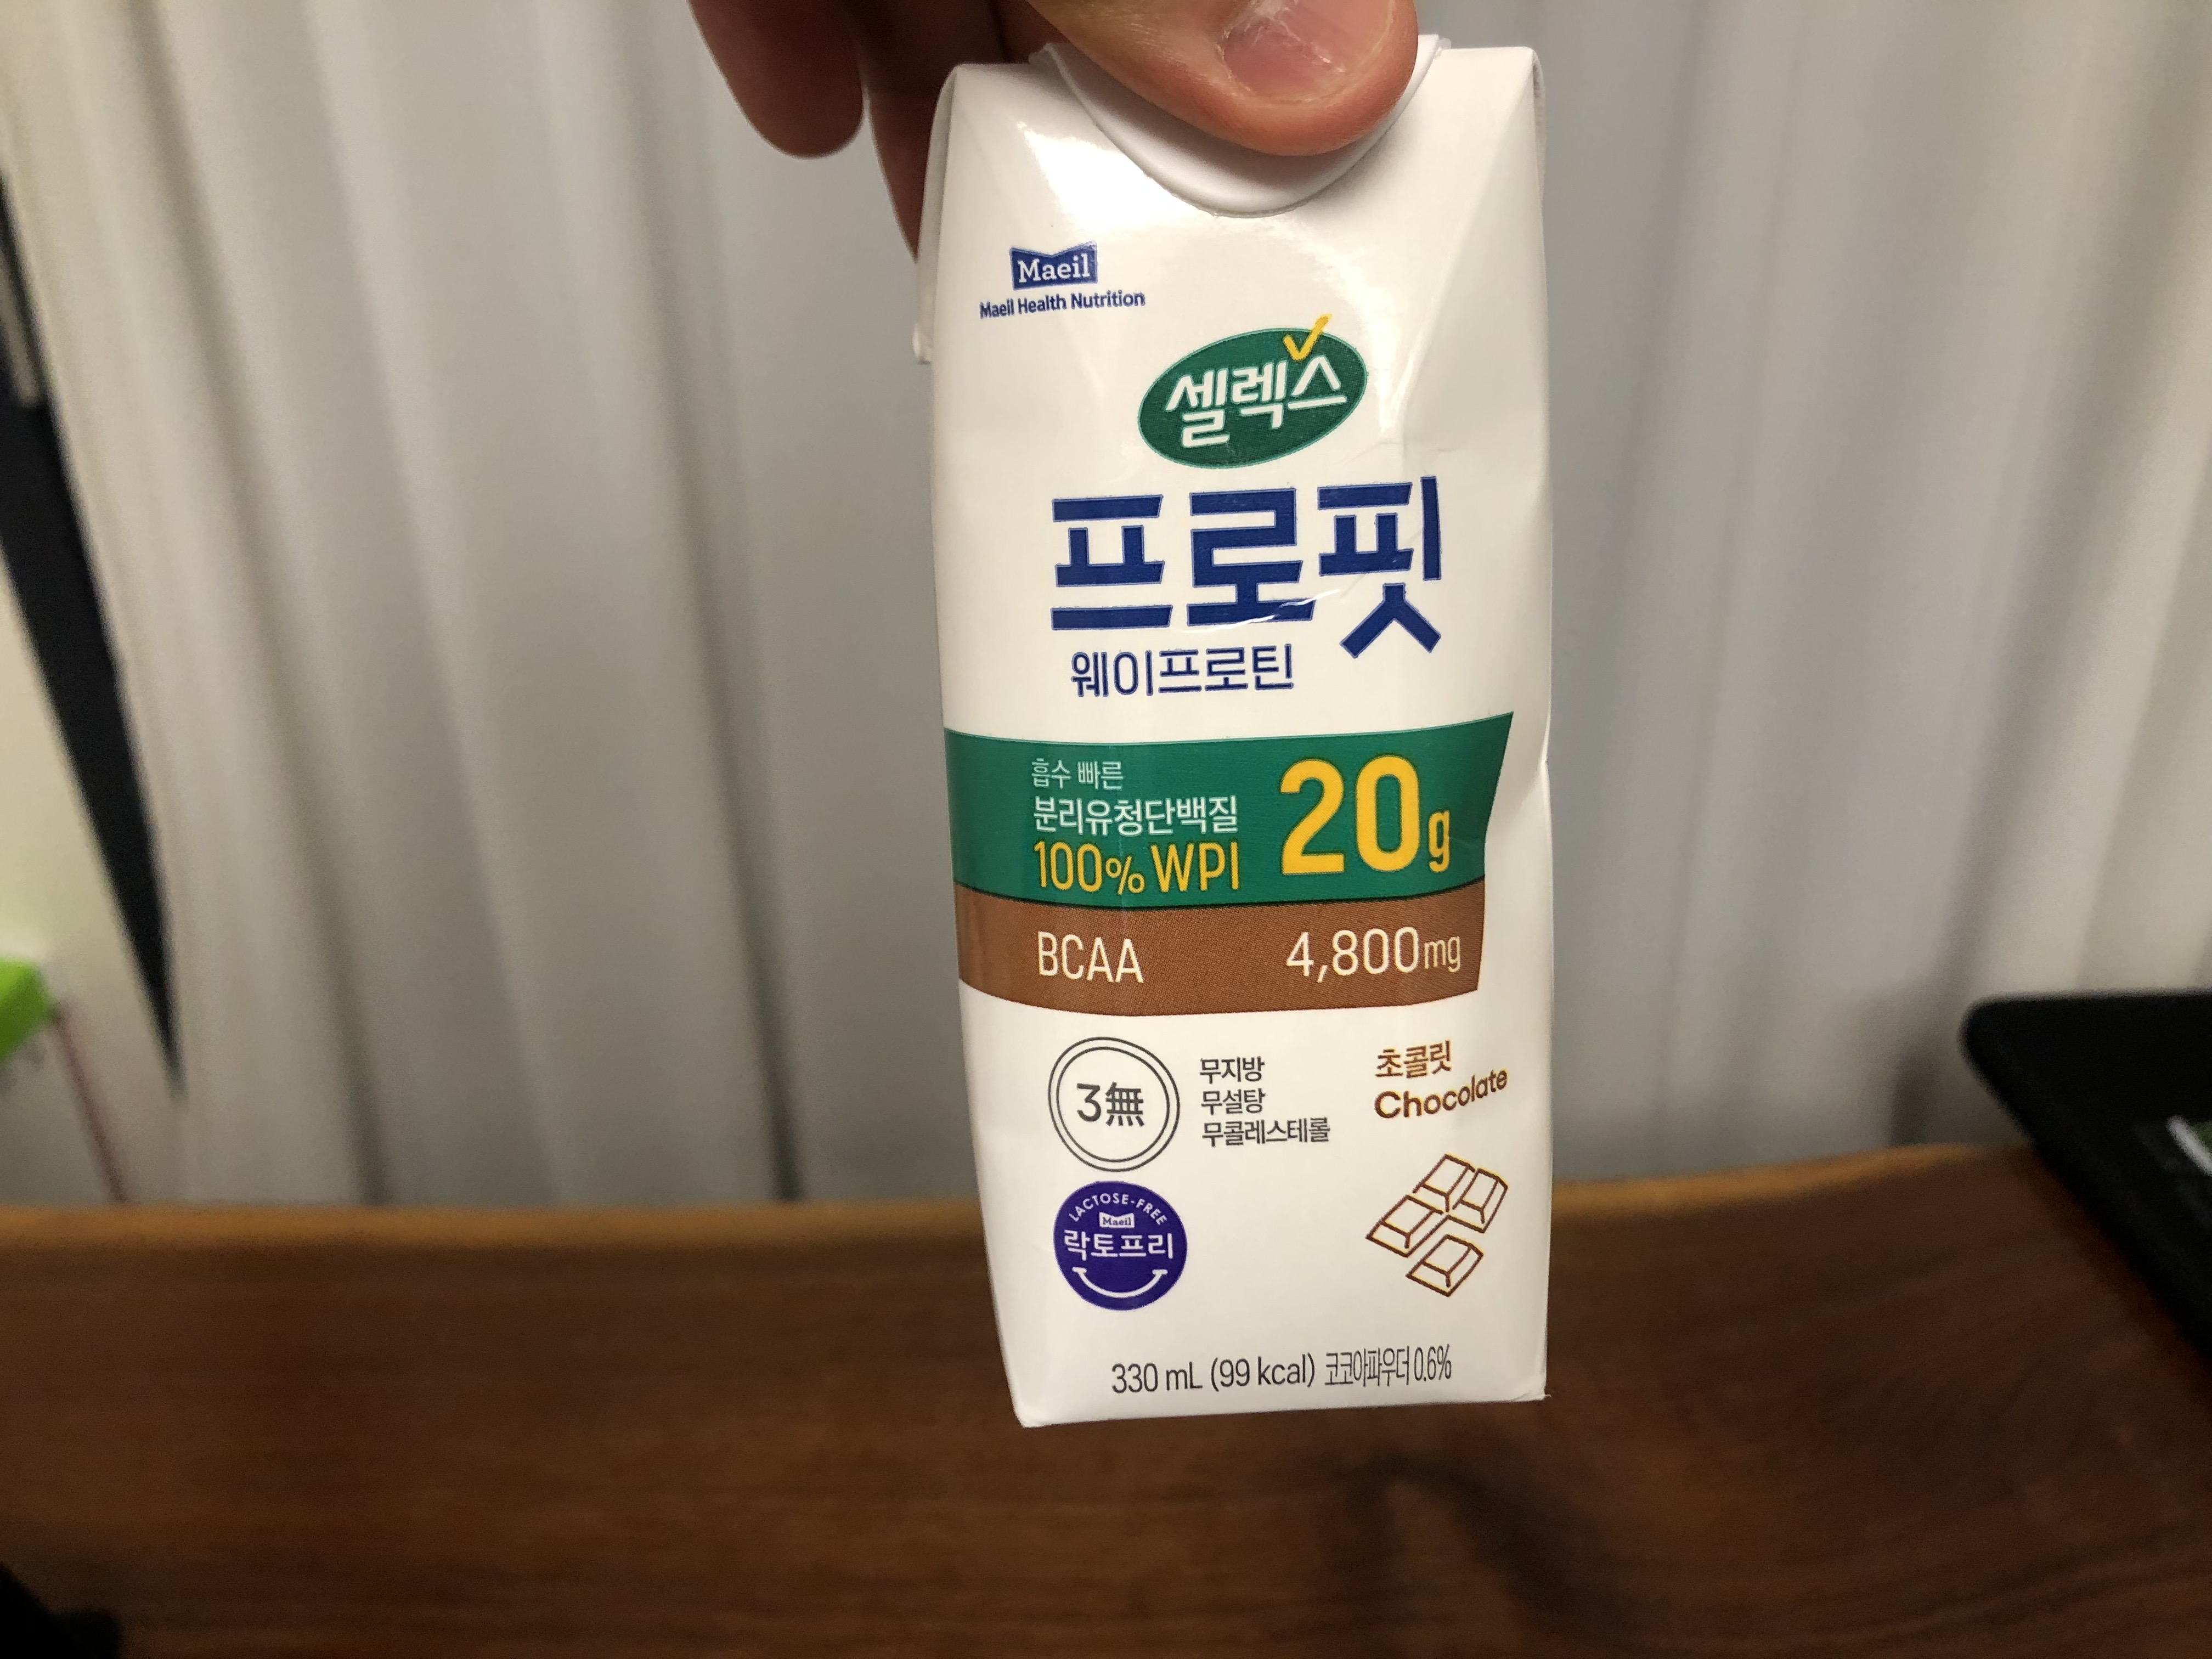 Maeil
Maeil Health Nutrition
셀렉스
프로핏
웨이프로틴
흡수 빠른
분리유청단백질
100% WPI
20g
BCAA 4,800mg
3無
무지방
무설탕
무콜레스테롤
초콜릿
Chocolate
LACTOSE-FREE
Maeil
락토프리
330 mL (99 kcal) 코코아파우더 0.6%